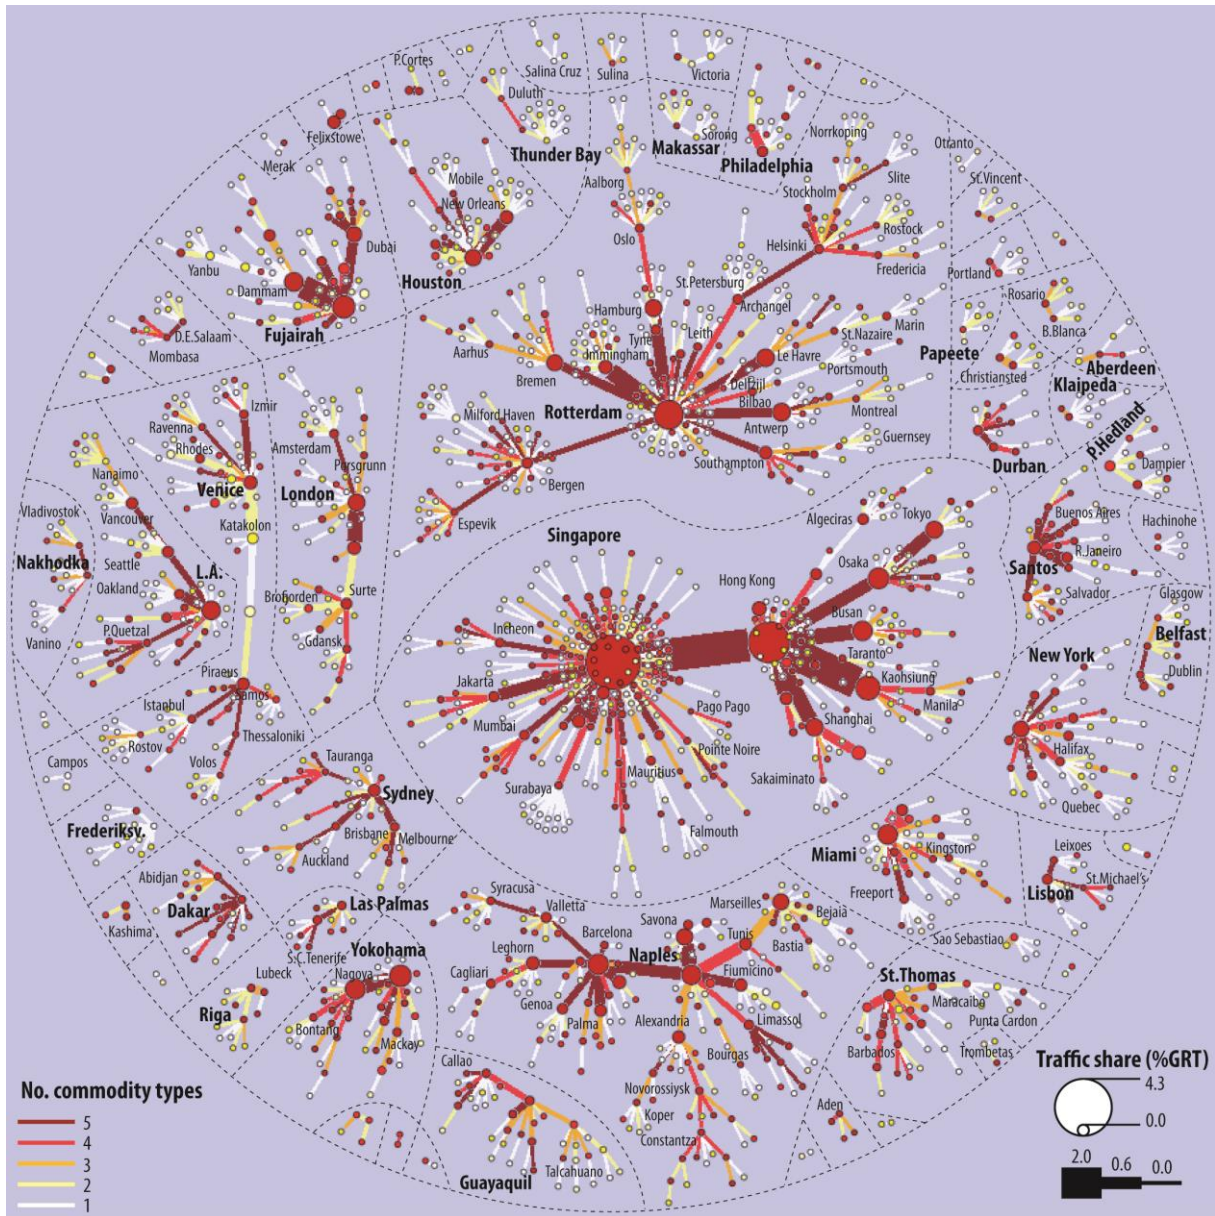 P.Cortes
Salina Cruz
Sulina
Victoria
Duluth
Felixstowe
Merak
Thunder Bay
Makassar
Sorong
Philadelphia
Norrkoping
Otranto
St.Vincent
Mobile
New Orleans
Aalborg
Stockholm
Slite
Dubai
Oslo
Helsinki
Rostock
Fredericia
Yanbu
Dammam
Houston
St.Petersburg
Archangel
Portland
Rosario
B.Blanca
Fujairah
D.E.Salaam
Mombasa
Hamburg
Tyne
Leith
Marin
St.Nazaire
Papeete
Aarhus
Immingham
Bremen
Le Havre
Portsmouth
Delfzijl
Bilbao
Christiansted
Aberdeen
Klaipeda
Izmir
Ravenna
Rhodes
Amsterdam
Milford Haven
Rotterdam
Antwerp
Montreal
Guernsey
P.Hedland
Nanaimo
Vancouver
Venice
London
Porsgrunn
Bergen
Southampton
Durban
Dampier
Vladivostok
Katakolon
Espevik
Algeciras
Tokyo
Buenos Aires
Hachinohe
Nakhodka
Seattle
Oakland
L.A.
Singapore
Hong Kong
Osaka
R.Janeiro
Santos
Salvador
Glasgow
Vanino
P.Quetzal
Brofjorden
Surte
Gdansk
Incheon
Busan
Taranto
Belfast
Dublin
New York
Piraeus
Samos
Istanbul
Jakarta
Kaohsiung
Manila
Pago Pago
Rostov
Thessaloniki
Mumbai
Shanghai
Pointe Noire
Halifax
Volos
Tauranga
Mauritius
Sakaiminato
Campos
Sydney
Surabaya
Quebec
Frederiksv.
Brisbane
Melbourne
Falmouth
Auckland
Miami
Kingston
Leixoes
Abidjan
Freeport
St.Michael's
Lisbon
Dakar
Las Palmas
Syracusa
Valletta
Savona
Marseilles
Bejaia
Kashima
S.C.Tenerife
Barcelona
Tunis
Bastia
Sao Sebastiao
Yokohama
Leghorn
Naples
Fiumicino
Lubeck
Nagoya
Cagliari
St.Thomas
Maracaibo
Riga
Bontang
Genoa
Palma
Alexandria
Limassol
Punta Cardon
Mackay
Bourgas
Barbados
Trombetas
Callao
Novorossiysk
Koper
Constantza
Aden
Guayaquil
Talcahuano
No. commodity types
5
4
3
2
1
Traffic share (%GRT)
4.3
0.0
2.0 0.6 0.0